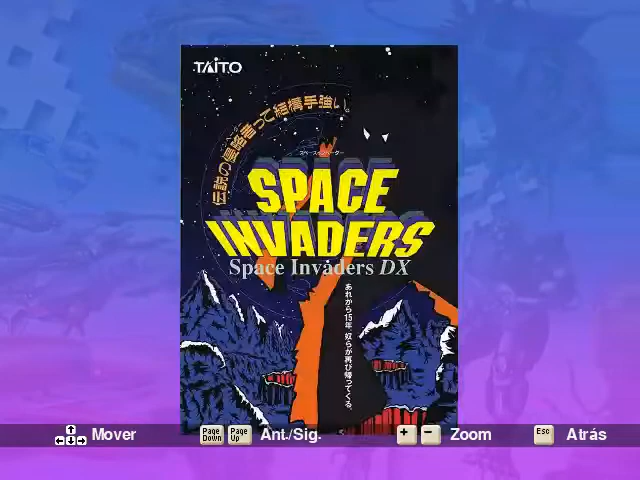 TAITO
伝説の侵略者って結構手強い。
スペースインベーダー
SPACE
INVADERS
Space Invaders DX
あれから15年、奴らが再び帰ってくる。
Mover
Page Down
Page Up
Ant./Sig.
+
-
Zoom
Esc
Atrás